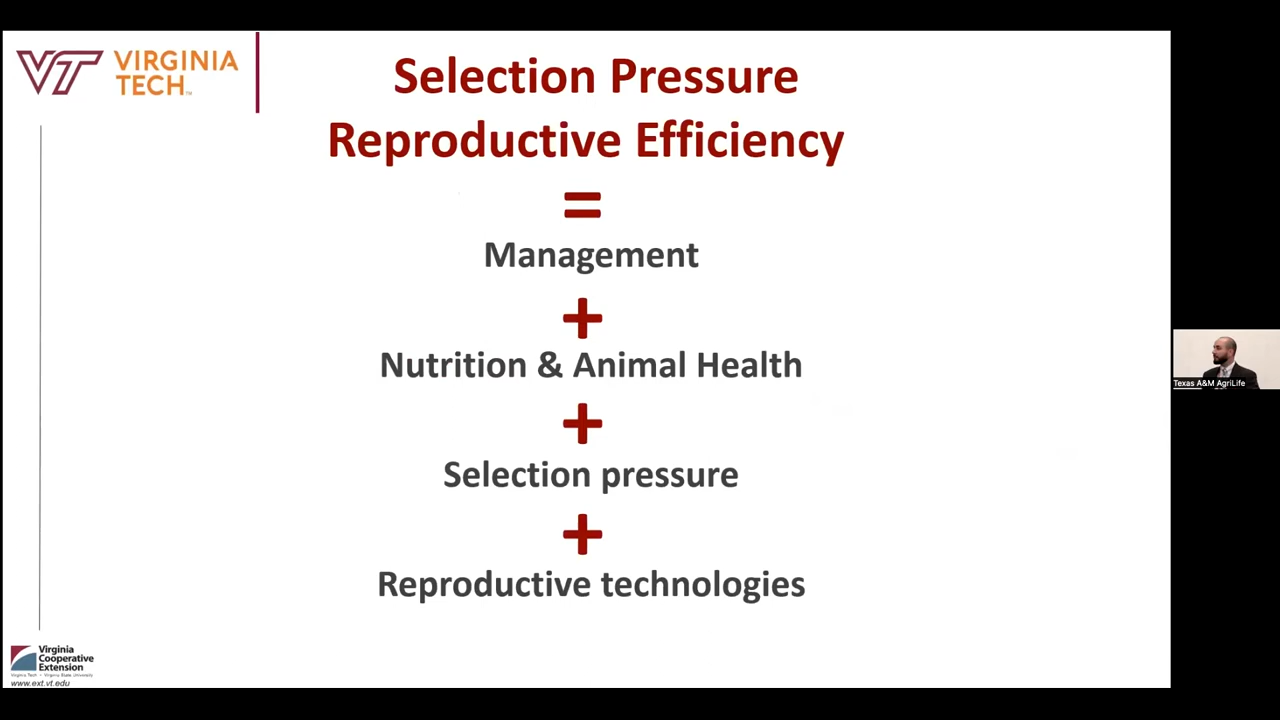 VT VIRGINIA
TECH™
Selection Pressure
Reproductive Efficiency
=
Management
+
Nutrition & Animal Health
+
Selection pressure
+
Reproductive technologies
Virginia
Cooperative
Extension
Virginia Tech • Virginia State University
www.ext.vt.edu
Texas A&M AgriLife